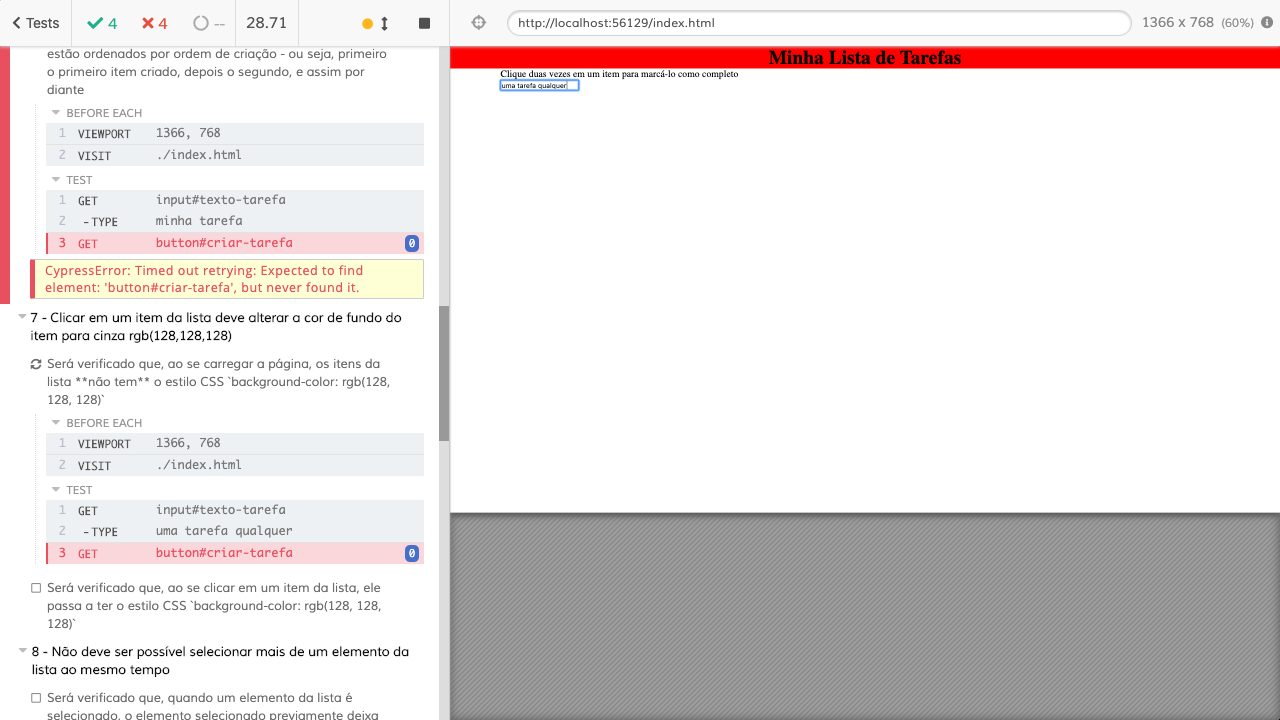 Tests
4
4
--
28.71
http://localhost:56129/index.html
1366 x 768 (60%)
estão ordenados por ordem de criação - ou seja, primeiro
o primeiro item criado, depois o segundo, e assim por
diante
BEFORE EACH
1 VIEWPORT 1366, 768
2 VISIT ./index.html
TEST
1 GET input#texto-tarefa
2 -TYPE minha tarefa
3 GET button#criar-tarefa 0
CypressError: Timed out retrying: Expected to find
element: 'button#criar-tarefa', but never found it.
7 - Clicar em um item da lista deve alterar a cor de fundo do
item para cinza rgb(128,128,128)
Será verificado que, ao se carregar a página, os itens da
lista **não tem** o estilo CSS `background-color: rgb(128,
128, 128)`
BEFORE EACH
1 VIEWPORT 1366, 768
2 VISIT ./index.html
TEST
1 GET input#texto-tarefa
2 -TYPE uma tarefa qualquer
3 GET button#criar-tarefa 0
Será verificado que, ao se clicar em um item da lista, ele
passa a ter o estilo CSS `background-color: rgb(128, 128,
128)`
8 - Não deve ser possível selecionar mais de um elemento da
lista ao mesmo tempo
Será verificado que, quando um elemento da lista é
selecionado, o elemento selecionado previamente deixa
Minha Lista de Tarefas
Clique duas vezes em um item para marcá-lo como completo
uma tarefa qualquer